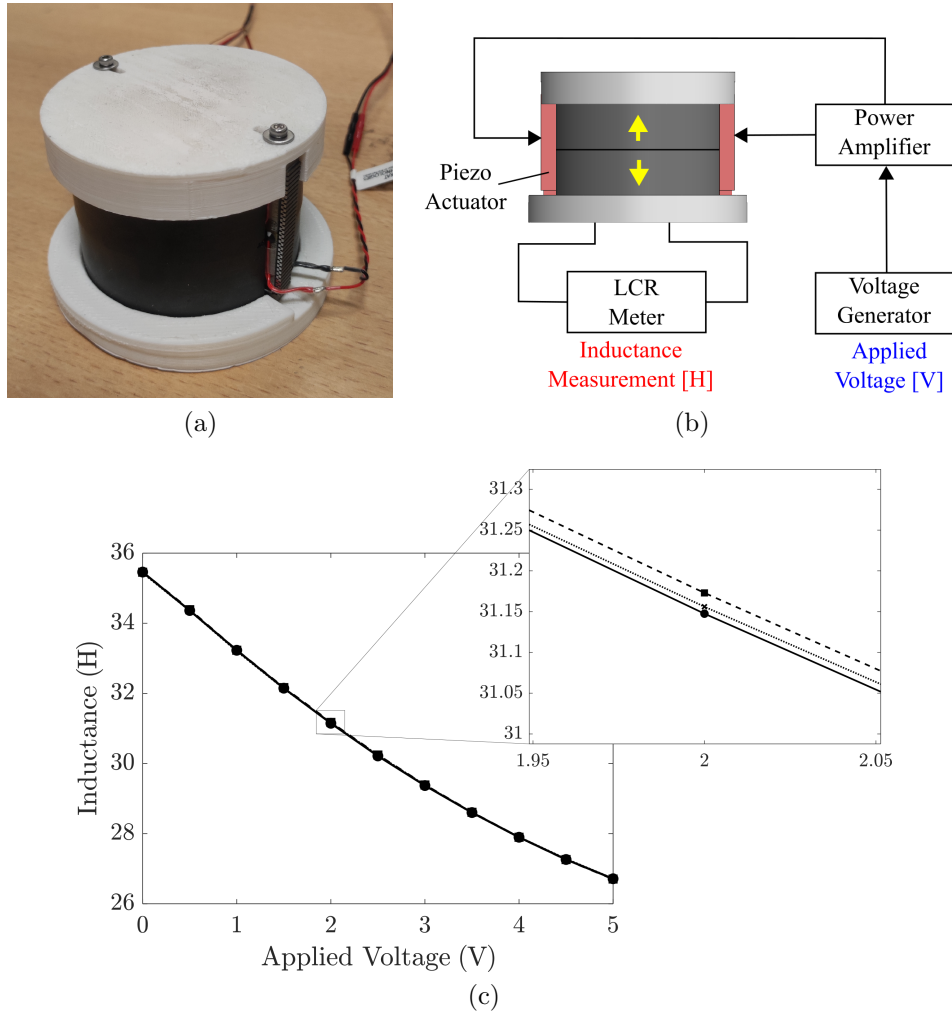 (a)
Piezo
Actuator
Power
Amplifier
LCR
Meter
Voltage
Generator
Inductance
Measurement [H]
Applied
Voltage [V]
(b)
31.3
31.25
31.2
31.15
31.1
31.05
31
1.95
2
2.05
36
34
32
30
28
26
Inductance (H)
0
1
2
3
4
5
Applied Voltage (V)
(c)